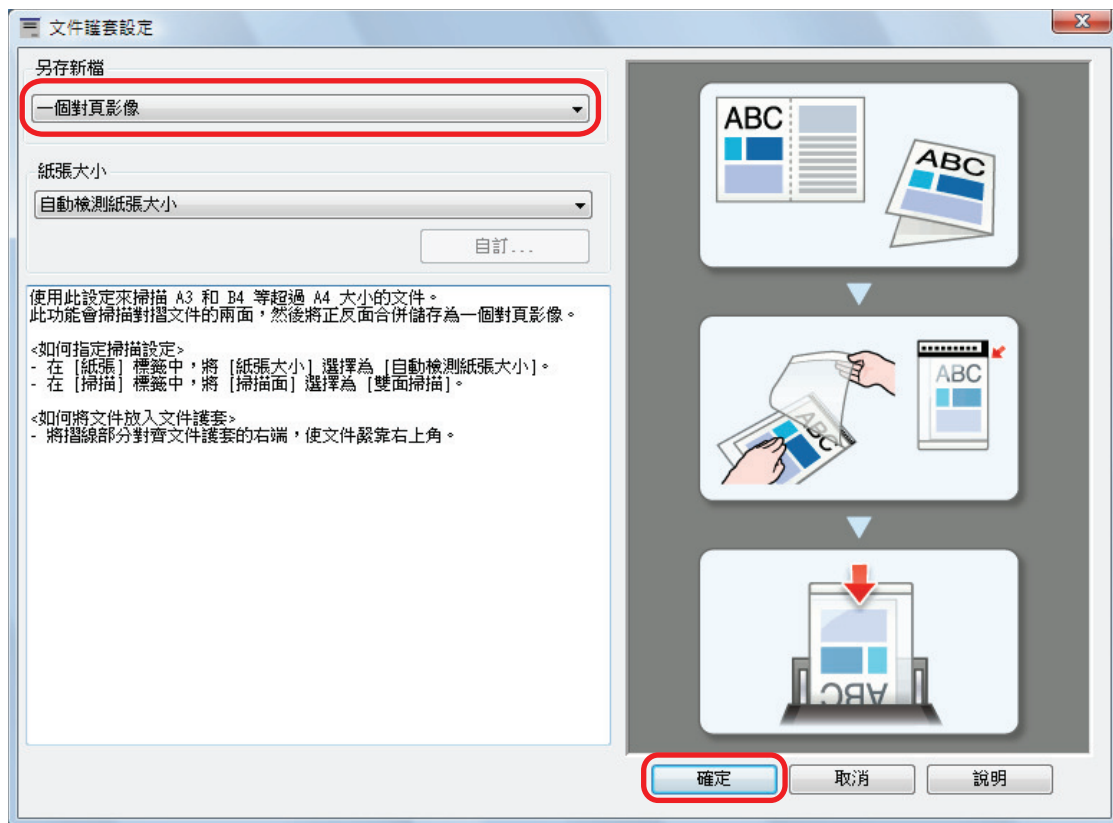 文件護套設定
X
另存新檔
一個對頁影像
紙張大小
自動檢測紙張大小
自訂...
使用此設定來掃描 A3 和 B4 等超過 A4 大小的文件。
此功能會掃描對摺文件的兩面，然後將正反面合併儲存為一個對頁影像。
<如何指定掃描設定>
- 在 [紙張] 標籤中，將 [紙張大小] 選擇為 [自動檢測紙張大小]。
- 在 [掃描] 標籤中，將 [掃描面] 選擇為 [雙面掃描]。
<如何將文件放入文件護套>
- 將摺線部分對齊文件護套的右端，使文件緊靠右上角。
ABC
ABC
ABC
ABC
ABC
確定
取消
說明